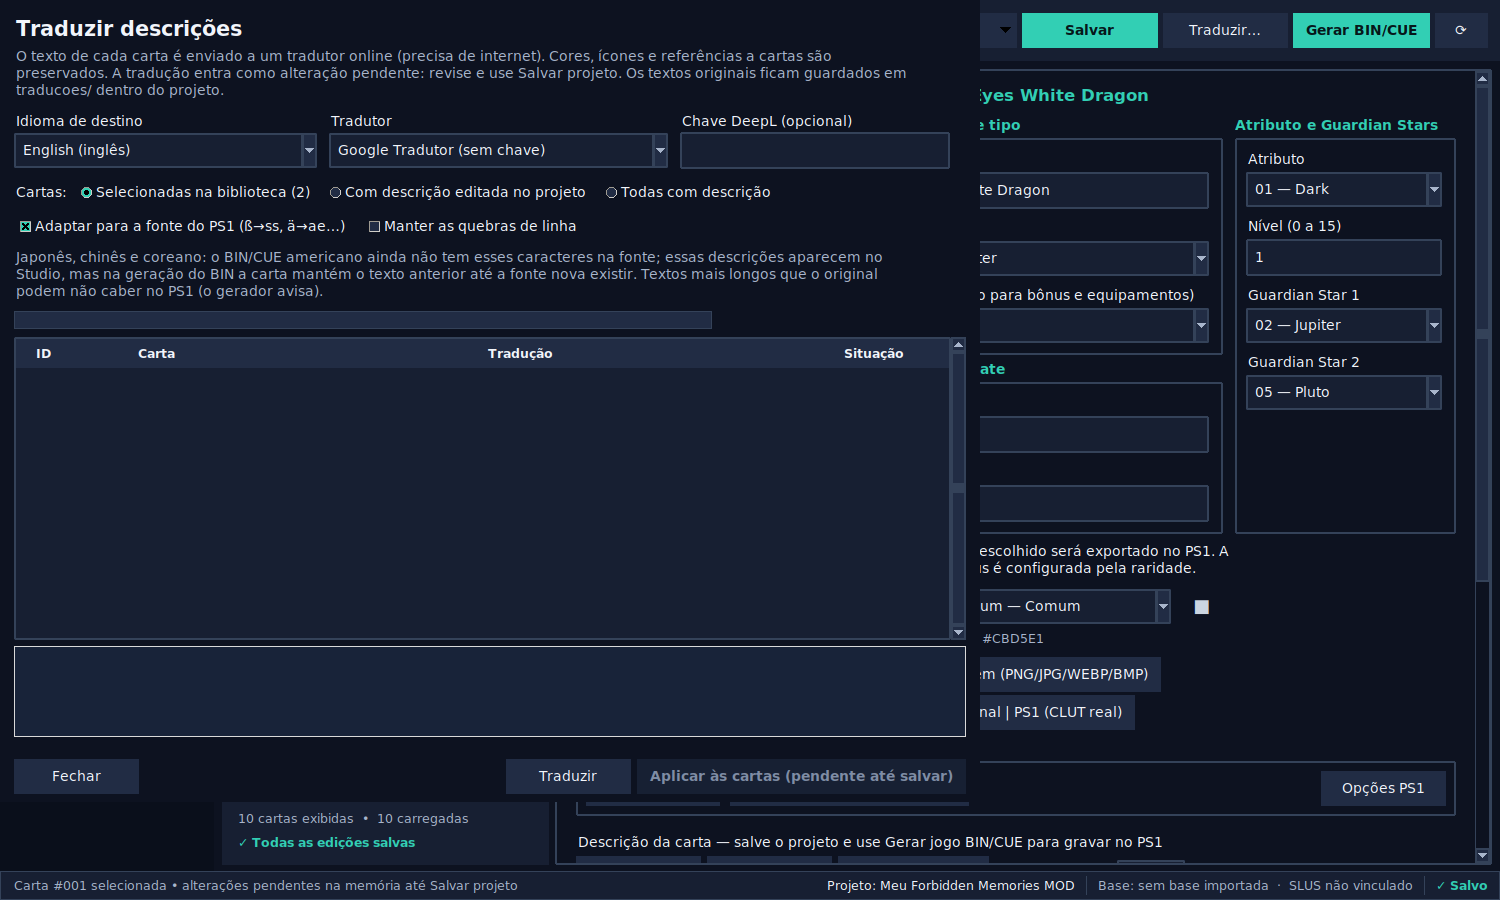 Traduzir descrições
O texto de cada carta é enviado a um tradutor online (precisa de internet). Cores, ícones e referências a cartas são
preservados. A tradução entra como alteração pendente: revise e use Salvar projeto. Os textos originais ficam guardados em
traducoes/ dentro do projeto.
Idioma de destino
Tradutor
Chave DeepL (opcional)
English (inglês)
Google Tradutor (sem chave)
Cartas: Selecionadas na biblioteca (2) Com descrição editada no projeto Todas com descrição
Adaptar para a fonte do PS1 (ß→ss, ä→ae...) Manter as quebras de linha
Japonês, chinês e coreano: o BIN/CUE americano ainda não tem esses caracteres na fonte; essas descrições aparecem no
Studio, mas na geração do BIN a carta mantém o texto anterior até a fonte nova existir. Textos mais longos que o original
podem não caber no PS1 (o gerador avisa).
ID Carta Tradução Situação
Fechar
Traduzir
Aplicar às cartas (pendente até salvar)
Salvar
Traduzir...
Gerar BIN/CUE
⟳
Eyes White Dragon
e tipo
te Dragon
ter
o para bônus e equipamentos)
ate
Atributo e Guardian Stars
Atributo
01 — Dark
Nível (0 a 15)
1
Guardian Star 1
02 — Jupiter
Guardian Star 2
05 — Pluto
escolhido será exportado no PS1. A
us é configurada pela raridade.
um — Comum
#CBD5E1
em (PNG/JPG/WEBP/BMP)
nal | PS1 (CLUT real)
Opções PS1
10 cartas exibidas • 10 carregadas
✓ Todas as edições salvas
Descrição da carta — salve o projeto e use Gerar jogo BIN/CUE para gravar no PS1
Carta #001 selecionada • alterações pendentes na memória até Salvar projeto
Projeto: Meu Forbidden Memories MOD
Base: sem base importada · SLUS não vinculado
✓ Salvo